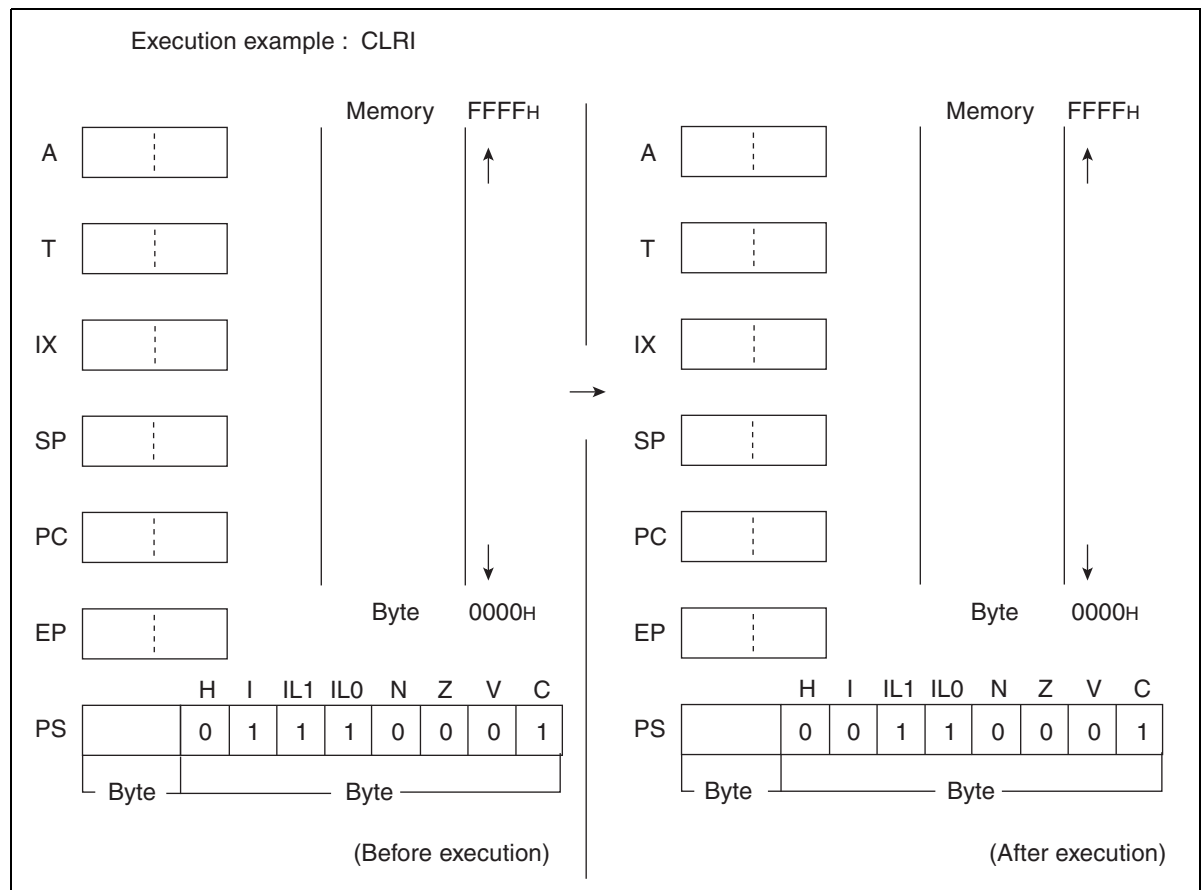 Execution example : CLRI
Memory FFFFH
A
T
IX
SP
PC
Byte 0000H
EP
H I IL1 IL0 N Z V C
PS 0 1 1 1 0 0 0 1
Byte Byte
(Before execution)
Memory FFFFH
A
T
IX
SP
PC
Byte 0000H
EP
H I IL1 IL0 N Z V C
PS 0 0 1 1 0 0 0 1
Byte Byte
(After execution)